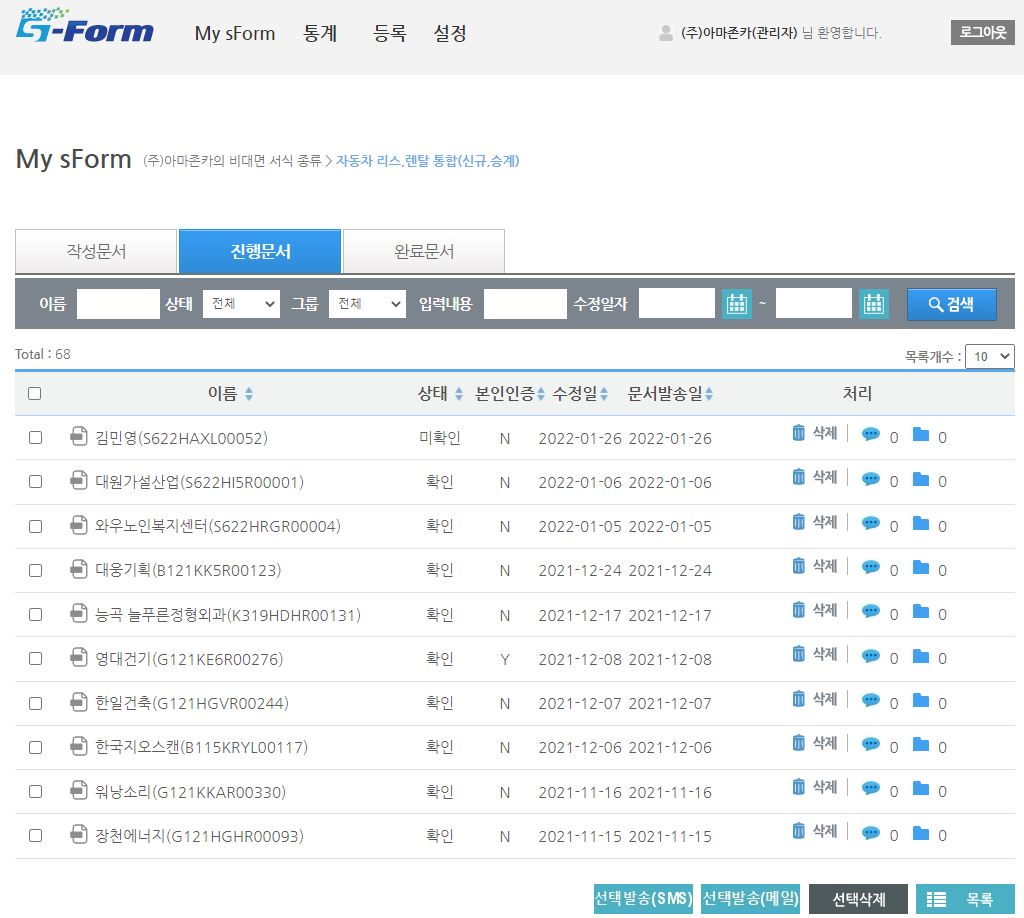 S-Form My sForm 통계 등록 설정 (주)아마존카(관리자) 님 환영합니다. 로그아웃
My sForm (주)아마존카의 비대면 서식 종류 > 자동차 리스,렌탈 통합(신규,승계)
작성문서 진행문서 완료문서
이름 상태 전체 그룹 전체 입력내용 수정일자 ~ 검색
Total : 68 목록개수 : 10
이름 상태 본인인증 수정일 문서발송일 처리
김민영(S622HAXL00052) 미확인 N 2022-01-26 2022-01-26 삭제 0 0
대원가설산업(S622HI5R00001) 확인 N 2022-01-06 2022-01-06 삭제 0 0
와우노인복지센터(S622HRGR00004) 확인 N 2022-01-05 2022-01-05 삭제 0 0
대웅기획(B121KK5R00123) 확인 N 2021-12-24 2021-12-24 삭제 0 0
능곡 늘푸른정형외과(K319HDHR00131) 확인 N 2021-12-17 2021-12-17 삭제 0 0
영대건기(G121KE6R00276) 확인 Y 2021-12-08 2021-12-08 삭제 0 0
한일건축(G121HGVR00244) 확인 N 2021-12-07 2021-12-07 삭제 0 0
한국지오스캔(B115KRYL00117) 확인 N 2021-12-06 2021-12-06 삭제 0 0
워낭소리(G121KKAR00330) 확인 N 2021-11-16 2021-11-16 삭제 0 0
장천에너지(G121HGHR00093) 확인 N 2021-11-15 2021-11-15 삭제 0 0
선택발송(SMS) 선택발송(메일) 선택삭제 목록